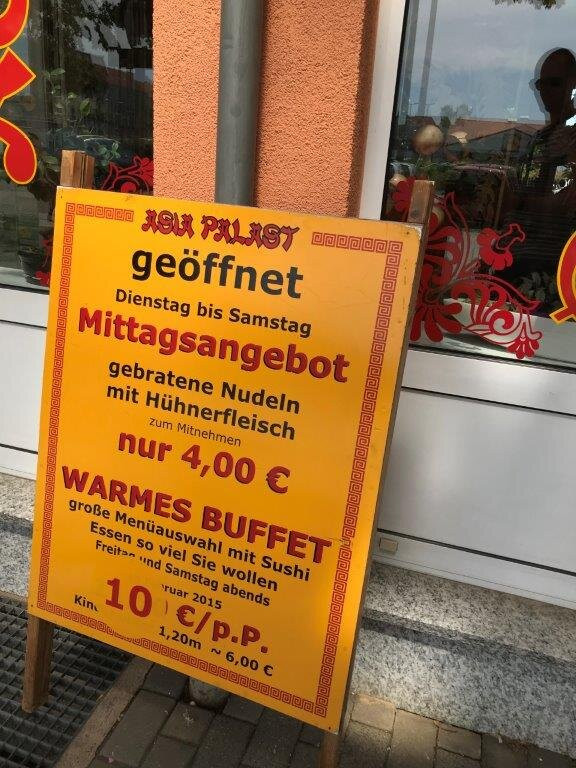 ASIA PALAST
geöffnet
Dienstag bis Samstag
Mittagsangebot
gebratene Nudeln
mit Hühnerfleisch
zum Mitnehmen
nur 4,00 €
WARMES BUFFET
große Menüauswahl mit Sushi
Essen so viel Sie wollen
Freitag und Samstag abends
2015
10 €/p.P.
1,20m ~ 6,00 €